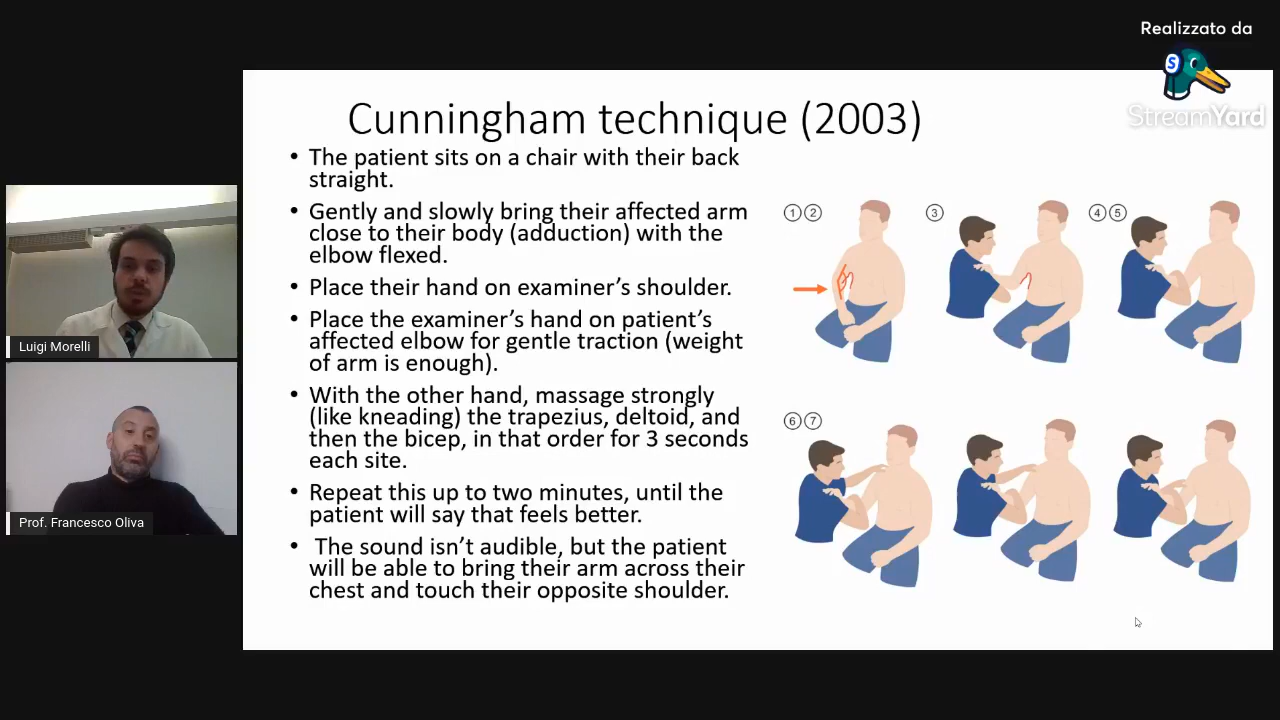 Realizzato da
S
StreamYard
Cunningham technique (2003)
• The patient sits on a chair with their back
straight.
• Gently and slowly bring their affected arm
close to their body (adduction) with the
elbow flexed.
• Place their hand on examiner’s shoulder.
• Place the examiner’s hand on patient’s
affected elbow for gentle traction (weight
of arm is enough).
• With the other hand, massage strongly
(like kneading) the trapezius, deltoid, and
then the bicep, in that order for 3 seconds
each site.
• Repeat this up to two minutes, until the
patient will say that feels better.
• The sound isn’t audible, but the patient
will be able to bring their arm across their
chest and touch their opposite shoulder.
① ②
③
④ ⑤
⑥ ⑦
Luigi Morelli
Prof. Francesco Oliva